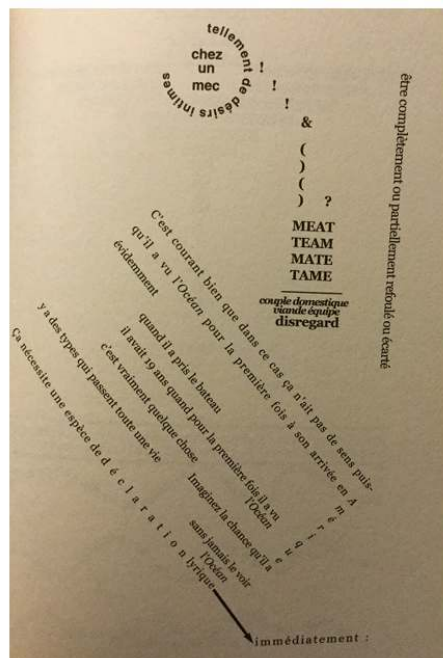 tellement de désirs intimes
chez
un
mec
!
!
!
&
(
)
(
) ?
MEAT
TEAM
MATE
TAME
couple domestique
viande équipe
disregard
être complètement ou partiellement refoulé ou écarté
C'est courant bien que dans ce cas ça n'ait pas de sens puis-
qu'il a vu l'Océan pour la première fois à son arrivée en A m é r i q u e
évidemment
quand il a pris le bateau
il avait 19 ans quand pour la première fois il a vu
l'Océan
c'est vraiment quelque chose
Imaginez la chance qu'il a
y a des types qui passent toute une vie
sans jamais le voir
l'Océan
Ça nécessite une espèce de d é c l a r a t i o n lyrique
immédiatement :